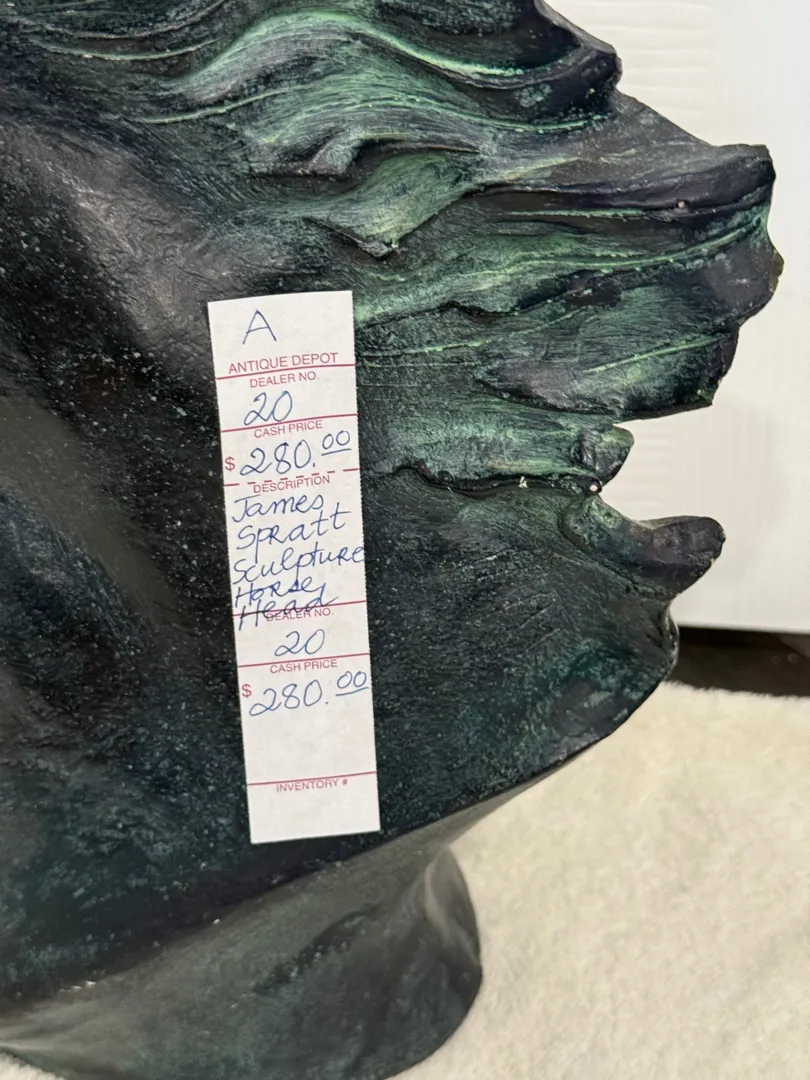 A
ANTIQUE DEPOT
DEALER NO.
20
CASH PRICE
$280.00
DESCRIPTION
James
Spratt
Sculpture
Horse
Head
DEALER NO.
20
CASH PRICE
$280.00
INVENTORY #